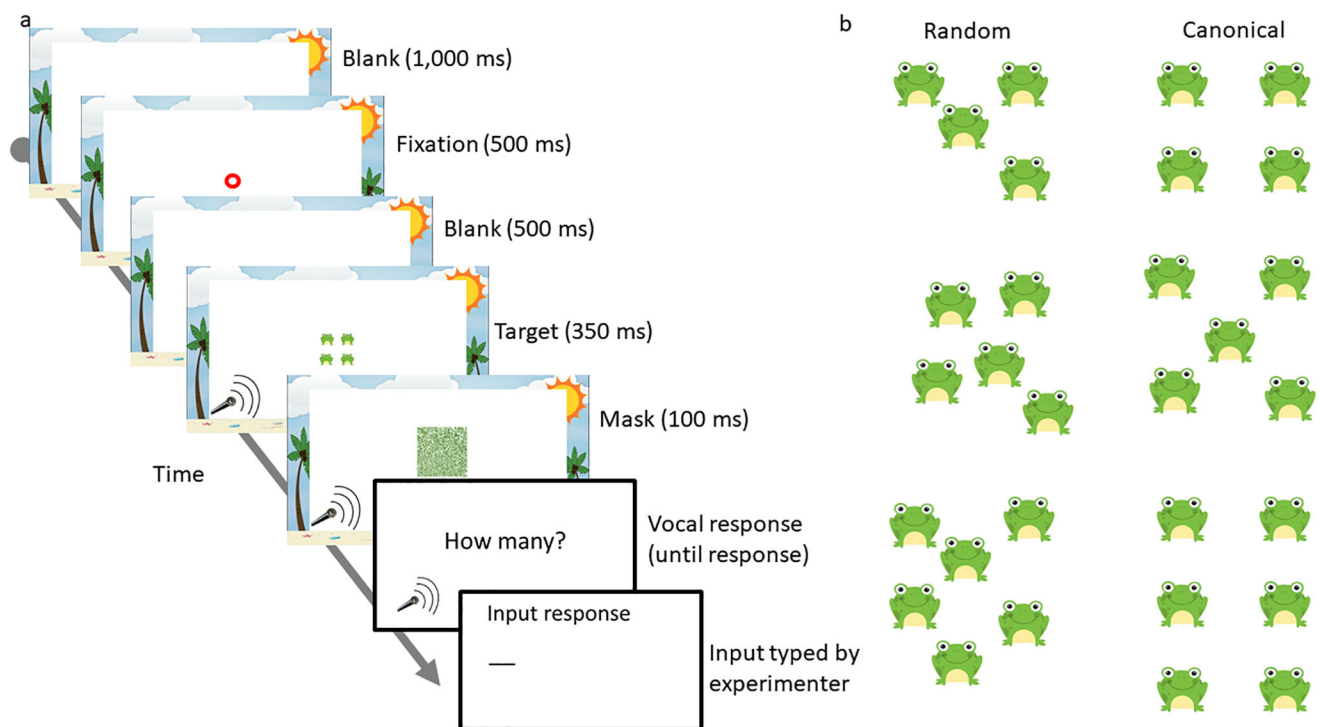 a
Blank (1,000 ms)
Fixation (500 ms)
Blank (500 ms)
Target (350 ms)
Mask (100 ms)
Time
How many?
Vocal response
(until response)
Input response
__
Input typed by
experimenter
b
Random
Canonical